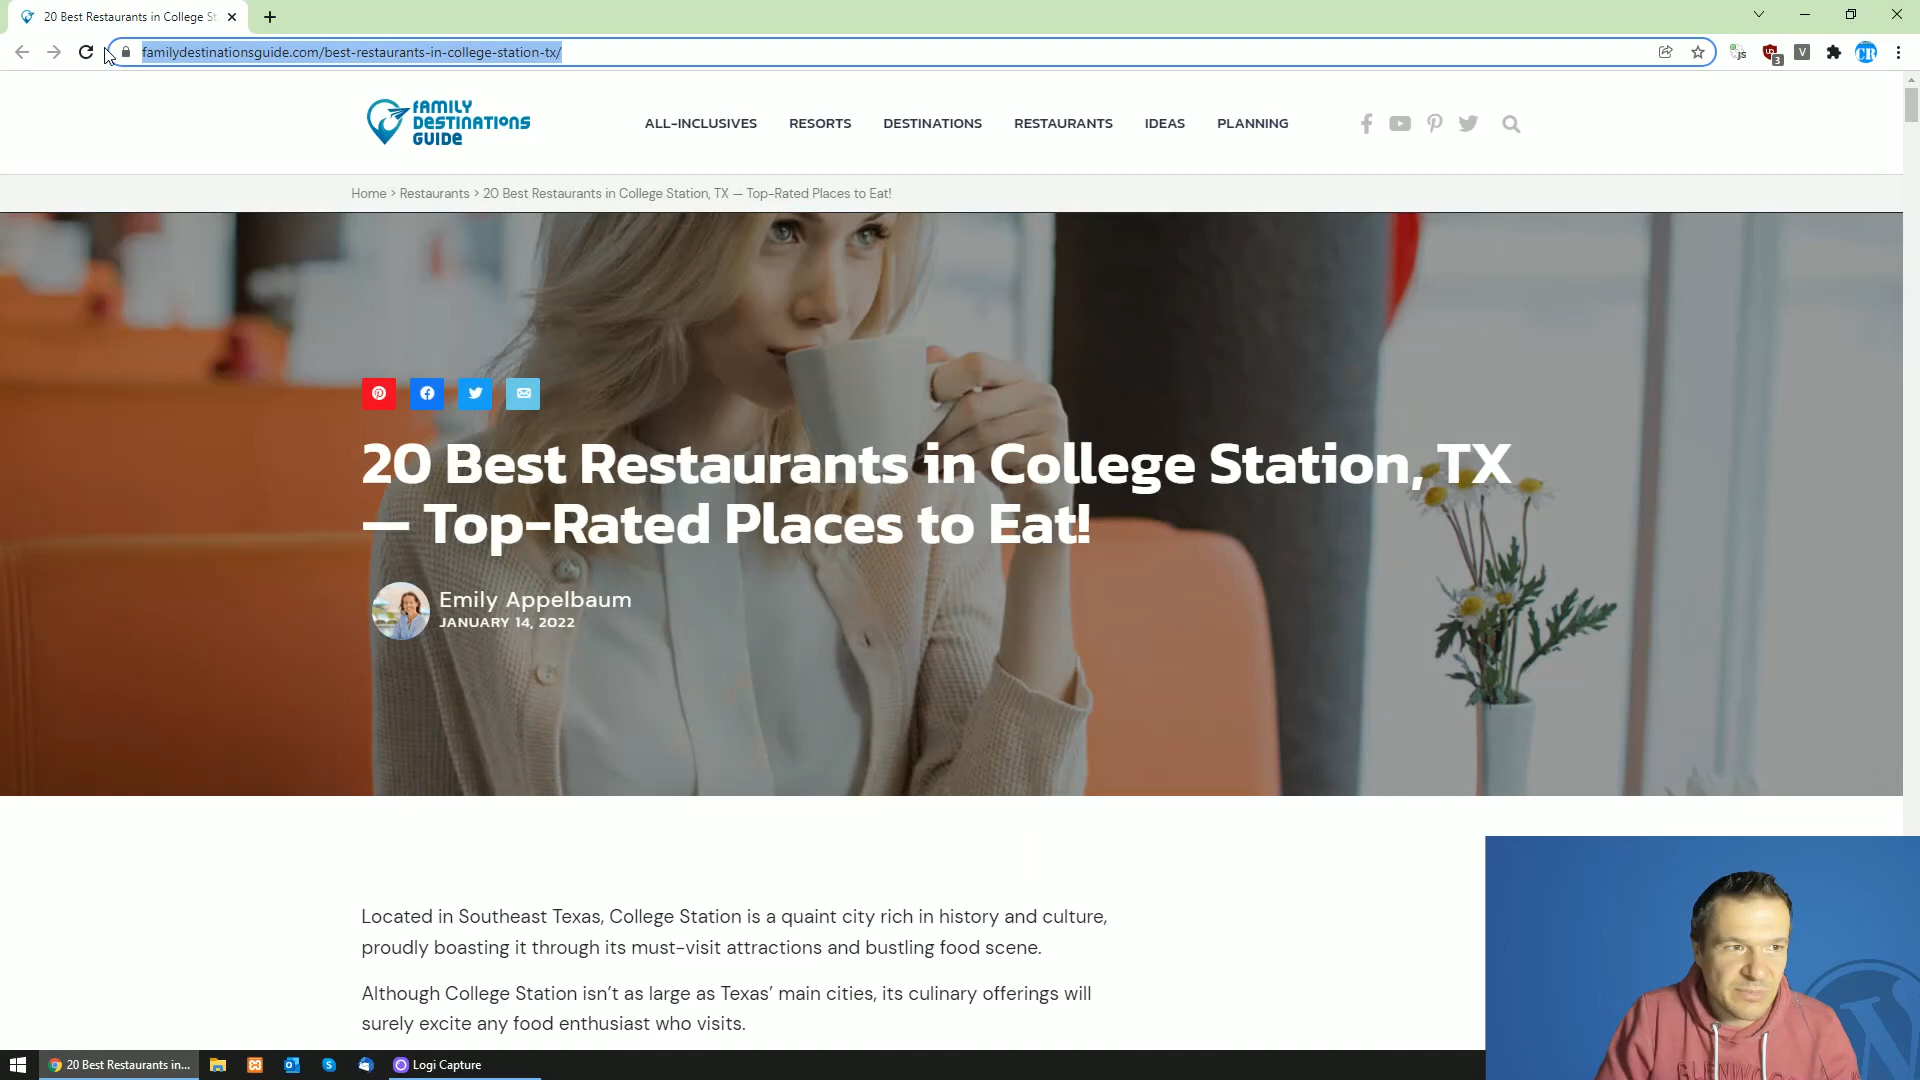 20 Best Restaurants in College St
familydestinationsguide.com/best-restaurants-in-college-station-tx/
JS
3
V
CR
FAMILY
DESTINATIONS
GUIDE
ALL-INCLUSIVES
RESORTS
DESTINATIONS
RESTAURANTS
IDEAS
PLANNING
Home > Restaurants > 20 Best Restaurants in College Station, TX — Top-Rated Places to Eat!
20 Best Restaurants in College Station, TX
— Top-Rated Places to Eat!
Emily Appelbaum
JANUARY 14, 2022
Located in Southeast Texas, College Station is a quaint city rich in history and culture,
proudly boasting it through its must-visit attractions and bustling food scene.
Although College Station isn't as large as Texas' main cities, its culinary offerings will
surely excite any food enthusiast who visits.
20 Best Restaurants in...
Logi Capture